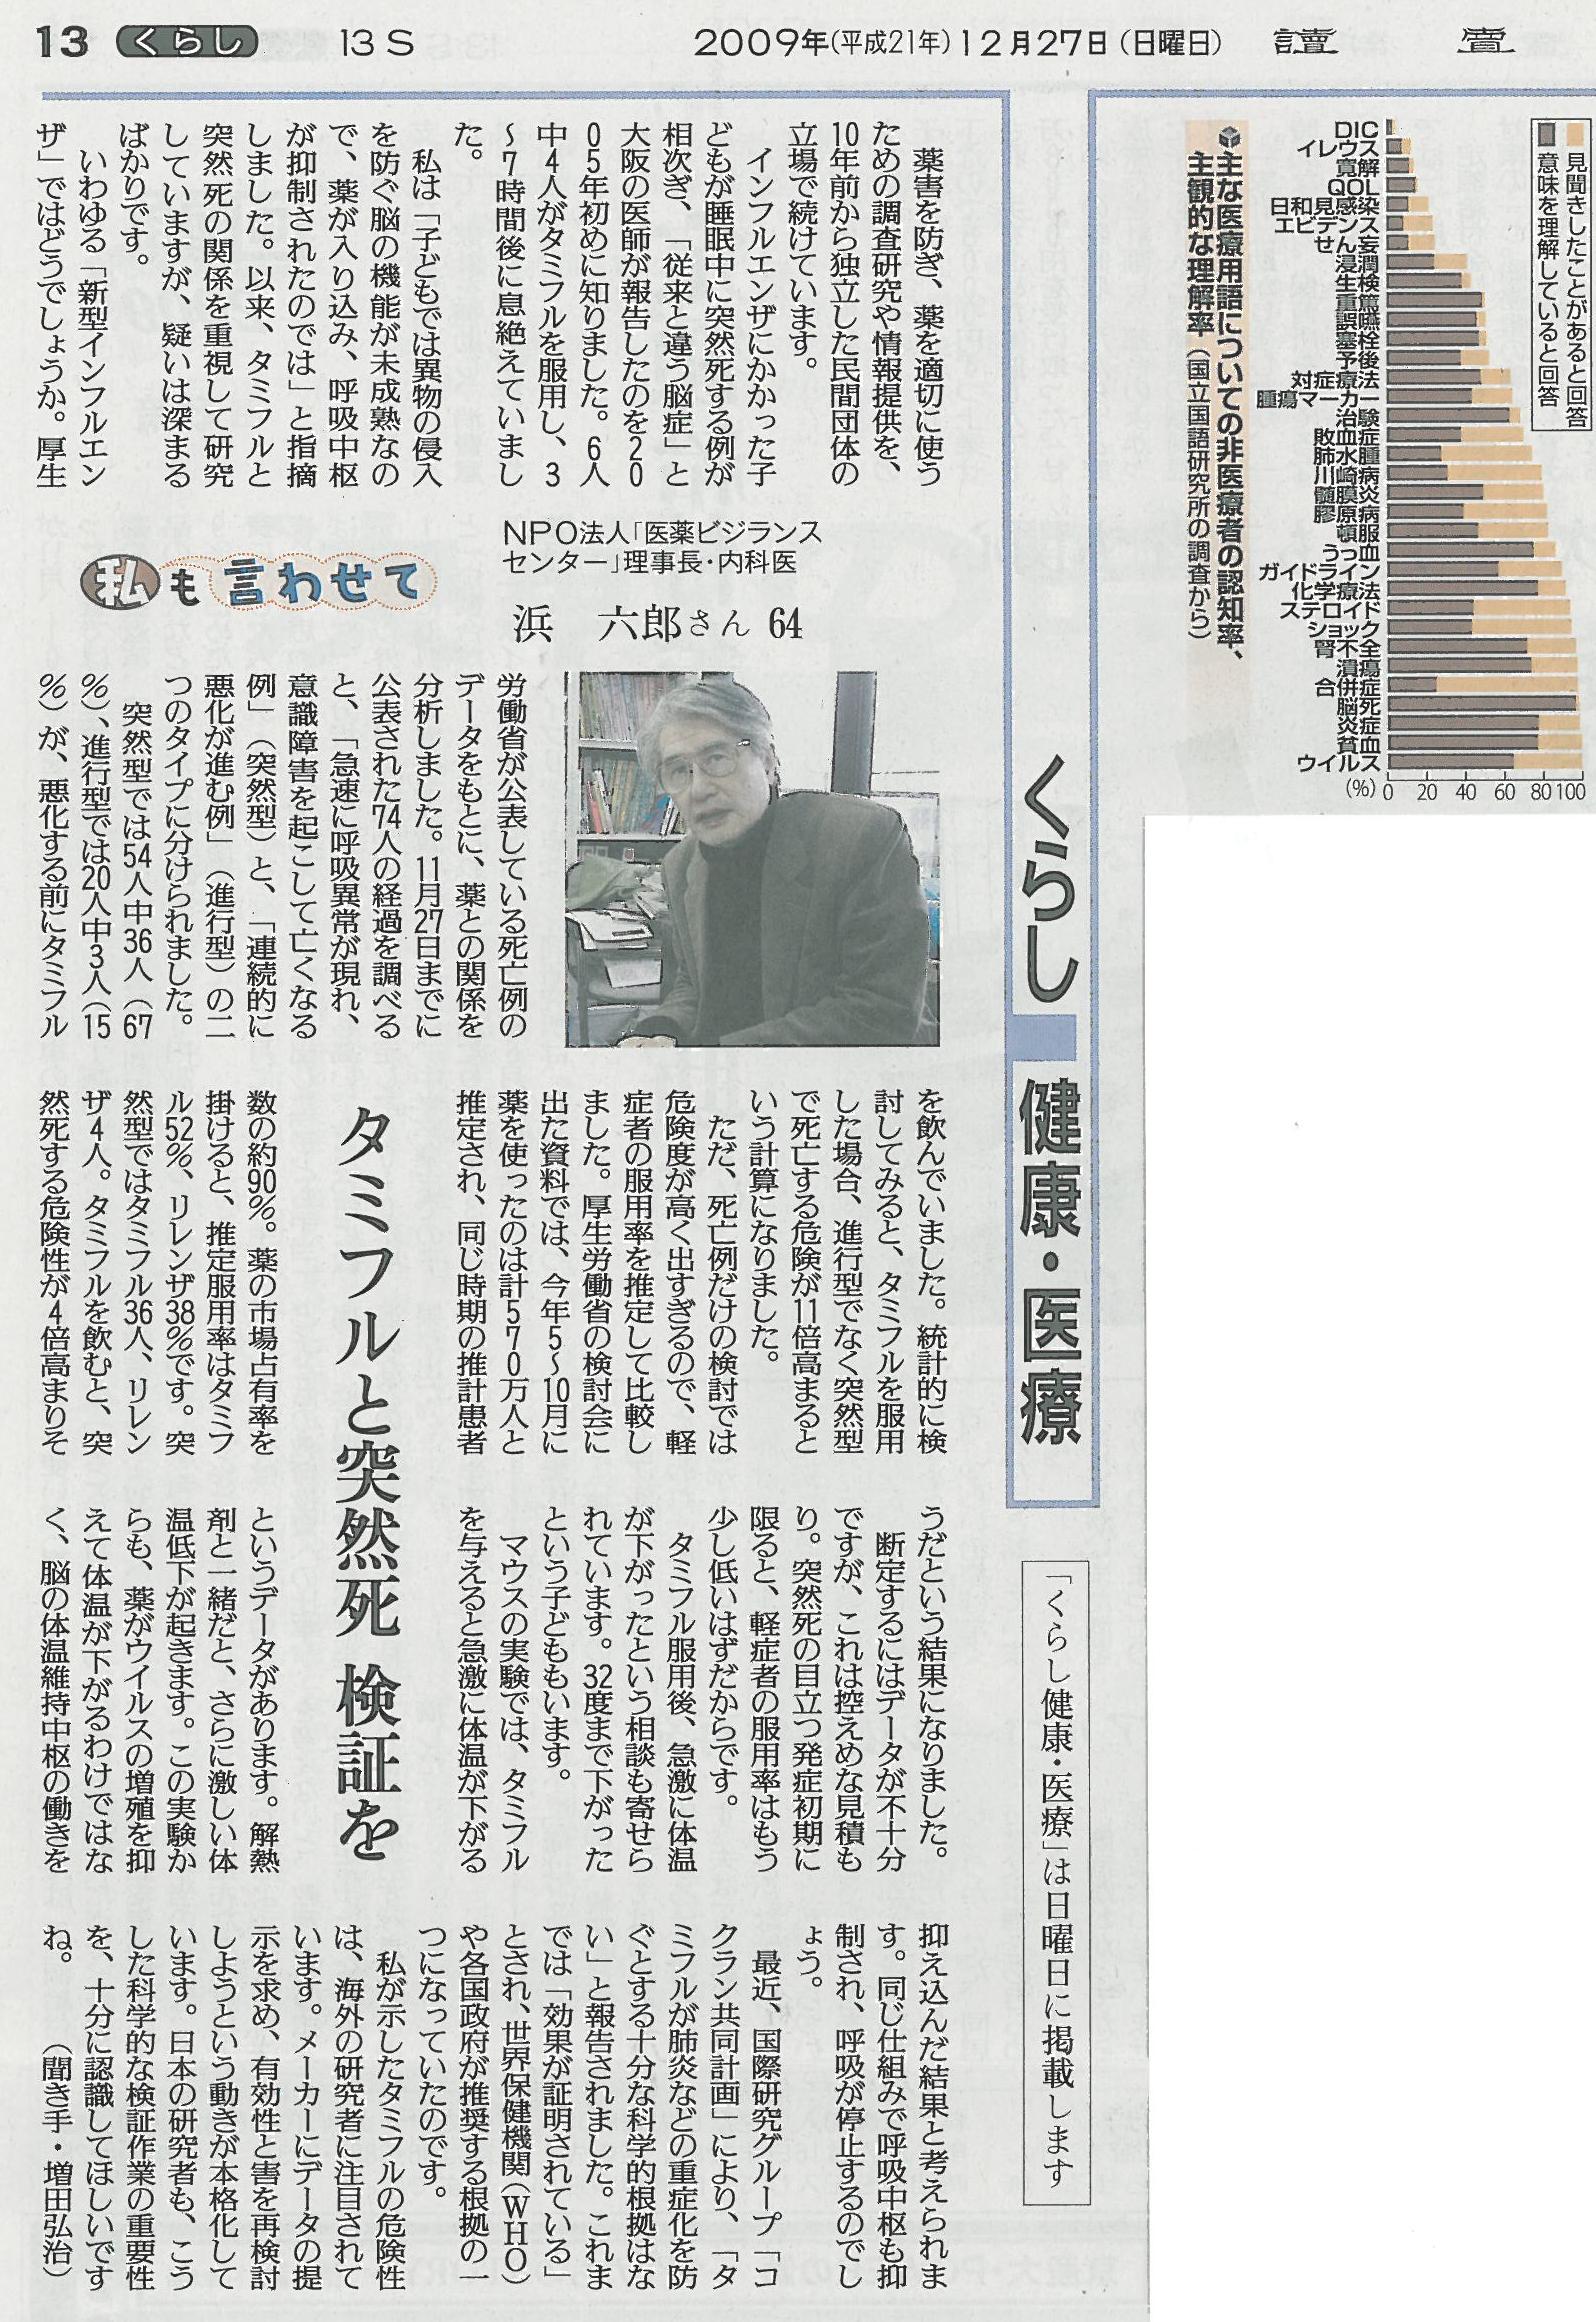 13 くらし 13S 2009年(平成21年)12月27日(日曜日) 讀 賣
見聞きしたことがあると回答
意味を理解していると回答
主な医療用語についての非医療者の認知率、
主観的な理解率(国立国語研究所の調査から)
DIC
イレウス
寛解
QOL
日和見感染
エビデンス
せん妄
浸潤
生検
重篤
誤嚥
塞栓
予後
対症療法
腫瘍マーカー
治験
敗血症
肺水腫
川崎病
髄膜炎
膠原病
頓服
うっ血
ガイドライン
化学療法
ステロイド
ショック
腎不全
潰瘍
合併症
脳死
炎症
貧血
ウイルス
(%) 0 20 40 60 80 100
くらし 健康・医療
「くらし健康・医療」は日曜日に掲載します
私も言わせて
タミフルと突然死 検証を
NPO法人「医薬ビジランス
センター」理事長・内科医
浜 六郎さん 64
薬害を防ぎ、薬を適切に使う
ための調査研究や情報提供を、
10年前から独立した民間団体の
立場で続けています。
インフルエンザにかかった子
どもが睡眠中に突然死する例が
相次ぎ、「従来と違う脳症」と
大阪の医師が報告したのを20
05年初めに知りました。6人
中4人がタミフルを服用し、3
~7時間後に息絶えていまし
た。
私は「子どもでは異物の侵入
を防ぐ脳の機能が未成熟なの
で、薬が入り込み、呼吸中枢
が抑制されたのでは」と指摘
しました。以来、タミフルと
突然死の関係を重視して研究
していますが、疑いは深まる
ばかりです。
いわゆる「新型インフルエン
ザ」ではどうでしょうか。厚生
労働省が公表している死亡例の
データをもとに、薬との関係を
分析しました。11月27日までに
公表された74人の経過を調べる
と、「急速に呼吸異常が現れ、
意識障害を起こして亡くなる
例」(突然型)と、「連続的に
悪化が進む例」(進行型)の二
つのタイプに分けられました。
突然型では54人中36人(67
%)、進行型では20人中3人(15
%)が、悪化する前にタミフル
を飲んでいました。統計的に検
討してみると、タミフルを服用
した場合、進行型でなく突然型
で死亡する危険が11倍高まると
いう計算になりました。
ただ、死亡例だけの検討では
危険度が高く出すぎるので、軽
症者の服用率を推定して比較し
ました。厚生労働省の検討会に
出た資料では、今年5~10月に
薬を使ったのは計570万人と
推定され、同じ時期の推計患者
数の約90%。薬の市場占有率を
掛けると、推定服用率はタミフ
ル52%、リレンザ38%です。突
然型ではタミフル36人、リレン
ザ4人。タミフルを飲むと、突
然死する危険性が4倍高まりそ
うだという結果になりました。
断定するにはデータが不十分
ですが、これは控えめな見積も
り。突然死の目立つ発症初期に
限ると、軽症者の服用率はもう
少し低いはずだからです。
タミフル服用後、急激に体温
が下がったという相談も寄せら
れています。32度まで下がった
という子どももいます。
マウスの実験では、タミフル
を与えると急激に体温が下がる
というデータがあります。解熱
剤と一緒だと、さらに激しい体
温低下が起きます。この実験か
らも、薬がウイルスの増殖を抑
えて体温が下がるわけではな
く、脳の体温維持中枢の働きを
抑え込んだ結果と考えられま
す。同じ仕組みで呼吸中枢も抑
制され、呼吸が停止するのでし
ょう。
最近、国際研究グループ「コ
クラン共同計画」により、「タ
ミフルが肺炎などの重症化を防
ぐとする十分な科学的根拠はな
い」と報告されました。これま
では「効果が証明されている」
とされ、世界保健機関(WHO)
や各国政府が推奨する根拠の一
つになっていたのです。
私が示したタミフルの危険性
は、海外の研究者に注目されて
います。メーカーにデータの提
示を求め、有効性と害を再検討
しようという動きが本格化して
います。日本の研究者も、こう
した科学的な検証作業の重要性
を、十分に認識してほしいです
ね。 (聞き手・増田弘治)